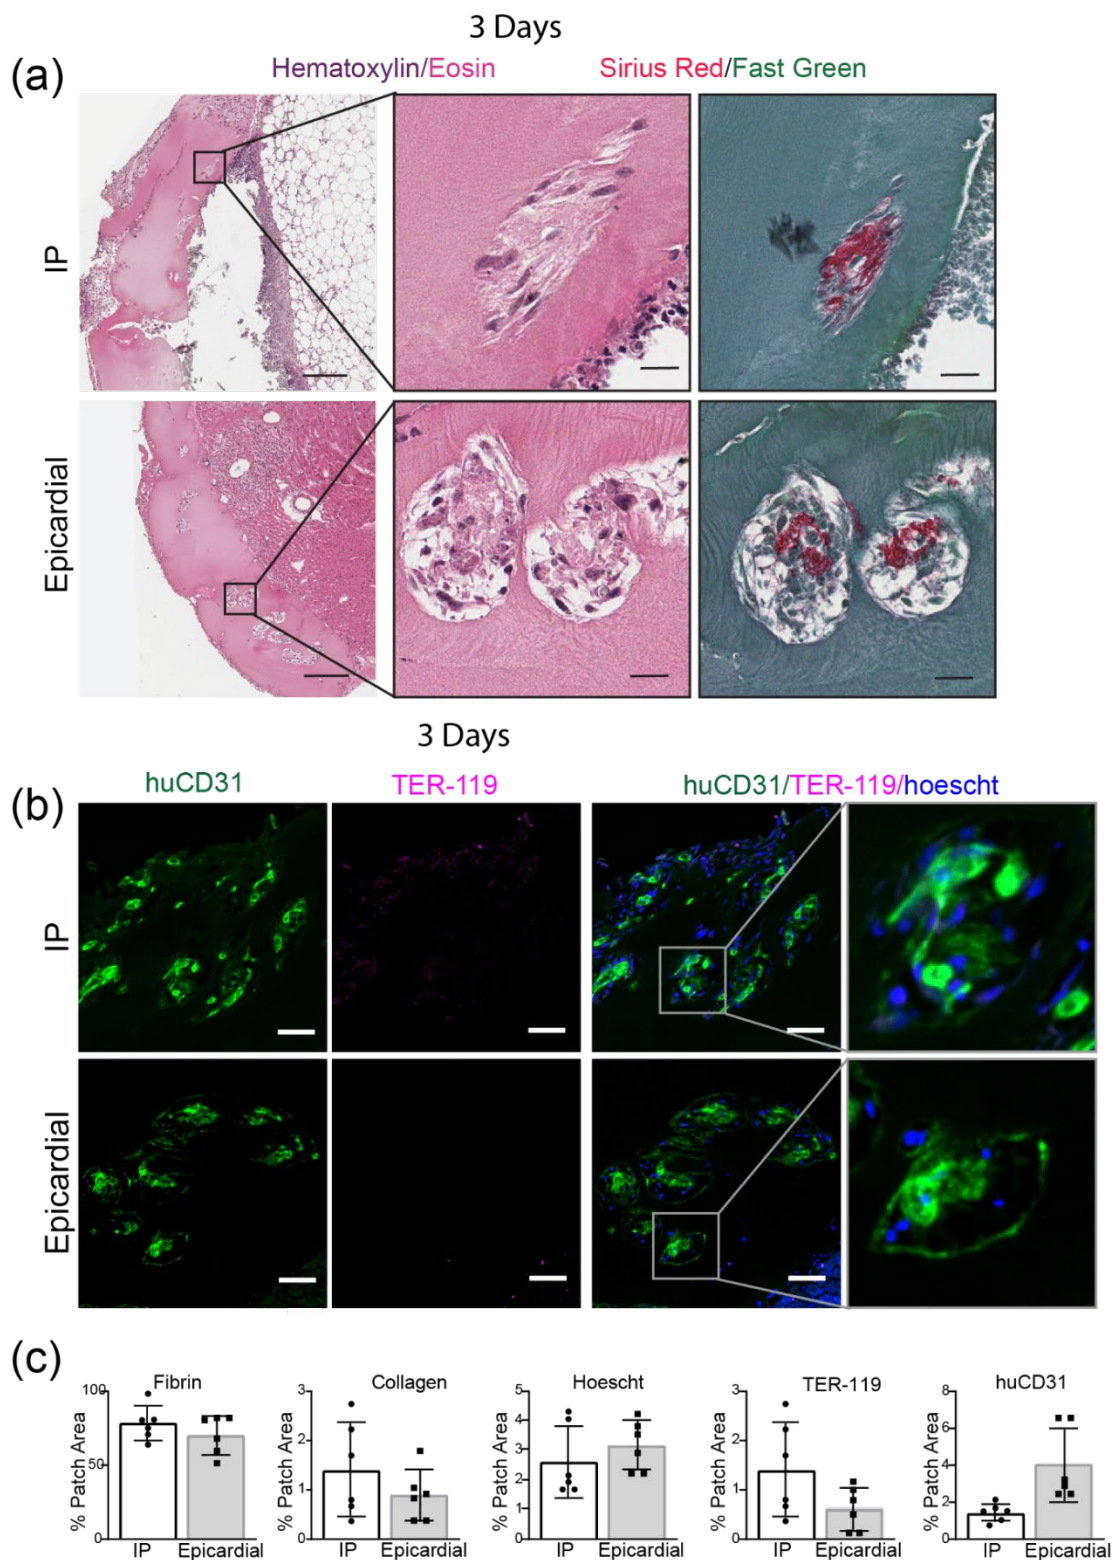 3 Days
(a)
Hematoxylin/Eosin
Sirius Red/Fast Green
IP
Epicardial
3 Days
(b)
huCD31
TER-119
huCD31/TER-119/hoescht
IP
Epicardial
(c)
Fibrin
% Patch Area
100
50
0
IP
Epicardial
Collagen
% Patch Area
3
2
1
0
IP
Epicardial
Hoescht
% Patch Area
5
4
3
2
1
0
IP
Epicardial
TER-119
% Patch Area
3
2
1
0
IP
Epicardial
huCD31
% Patch Area
8
6
4
2
0
IP
Epicardial